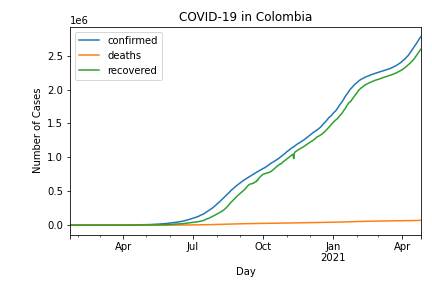 COVID-19 in Colombia
1e6
confirmed
deaths
recovered
2.5
2.0
1.5
1.0
0.5
0.0
Number of Cases
Apr
Jul
Oct
Jan
2021
Apr
Day